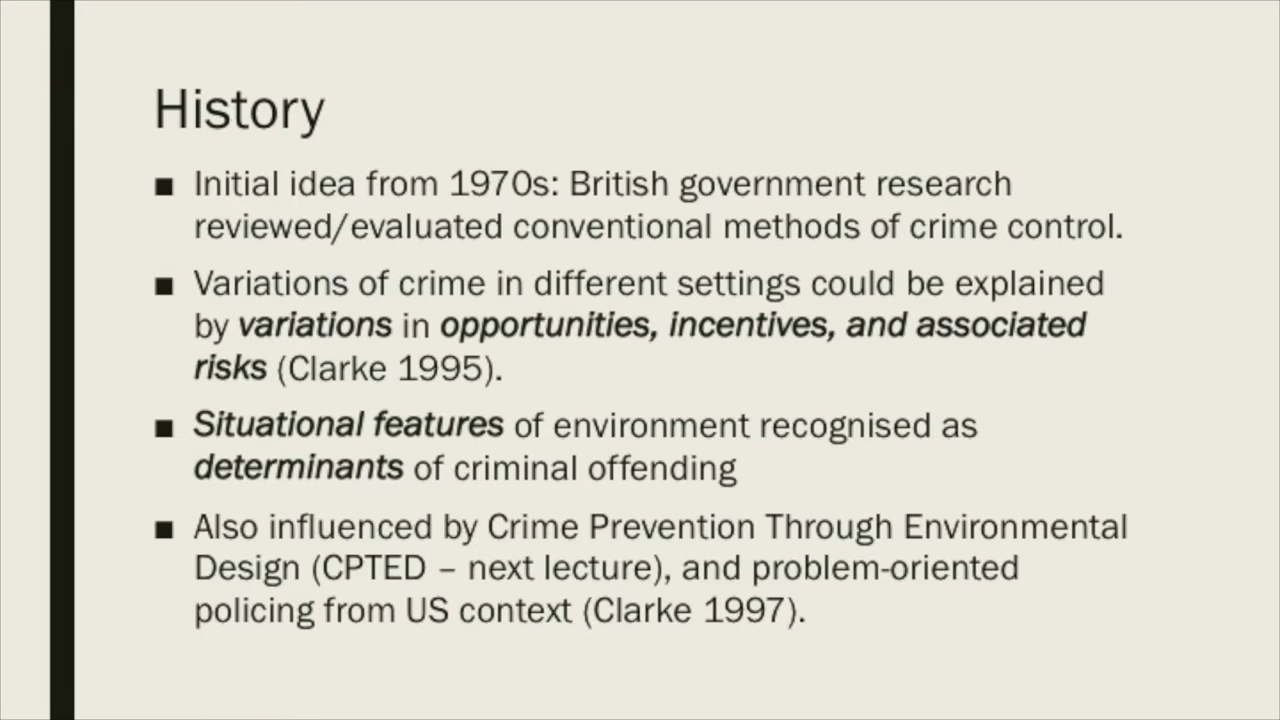 History
■ Initial idea from 1970s: British government research
reviewed/evaluated conventional methods of crime control.
■ Variations of crime in different settings could be explained
by variations in opportunities, incentives, and associated
risks (Clarke 1995).
■ Situational features of environment recognised as
determinants of criminal offending
■ Also influenced by Crime Prevention Through Environmental
Design (CPTED – next lecture), and problem-oriented
policing from US context (Clarke 1997).